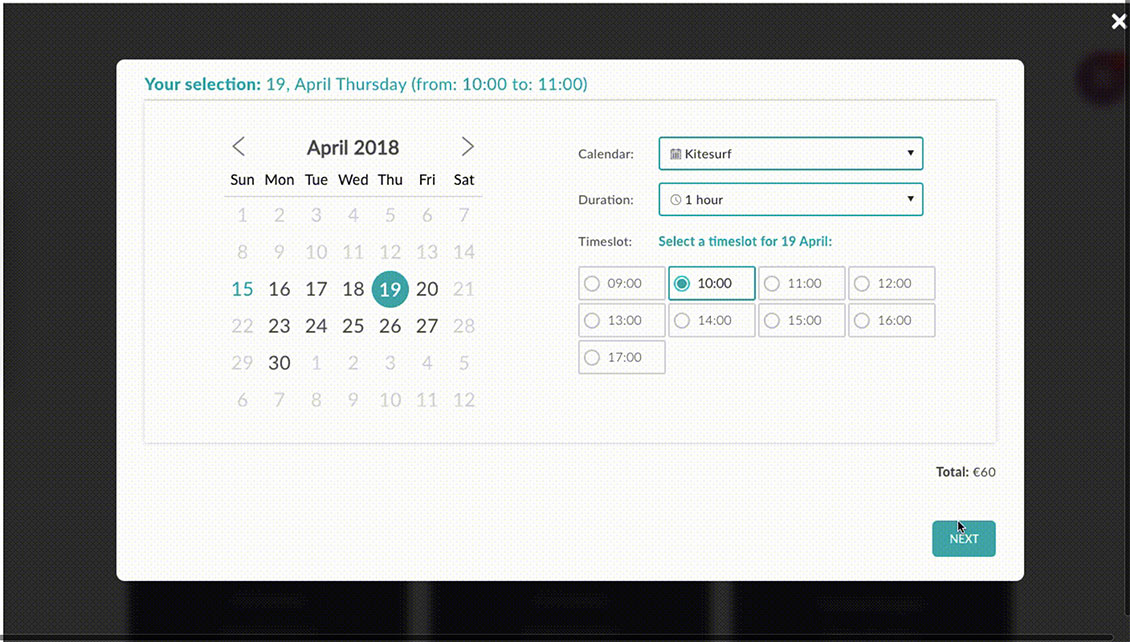 Your selection: 19, April Thursday (from: 10:00 to: 11:00)
April 2018
Sun Mon Tue Wed Thu Fri Sat
1 2 3 4 5 6 7
8 9 10 11 12 13 14
15 16 17 18 19 20 21
22 23 24 25 26 27 28
29 30 1 2 3 4 5
6 7 8 9 10 11 12
Calendar: Kitesurf
Duration: 1 hour
Timeslot: Select a timeslot for 19 April:
09:00 10:00 11:00 12:00
13:00 14:00 15:00 16:00
17:00
Total: €60
NEXT